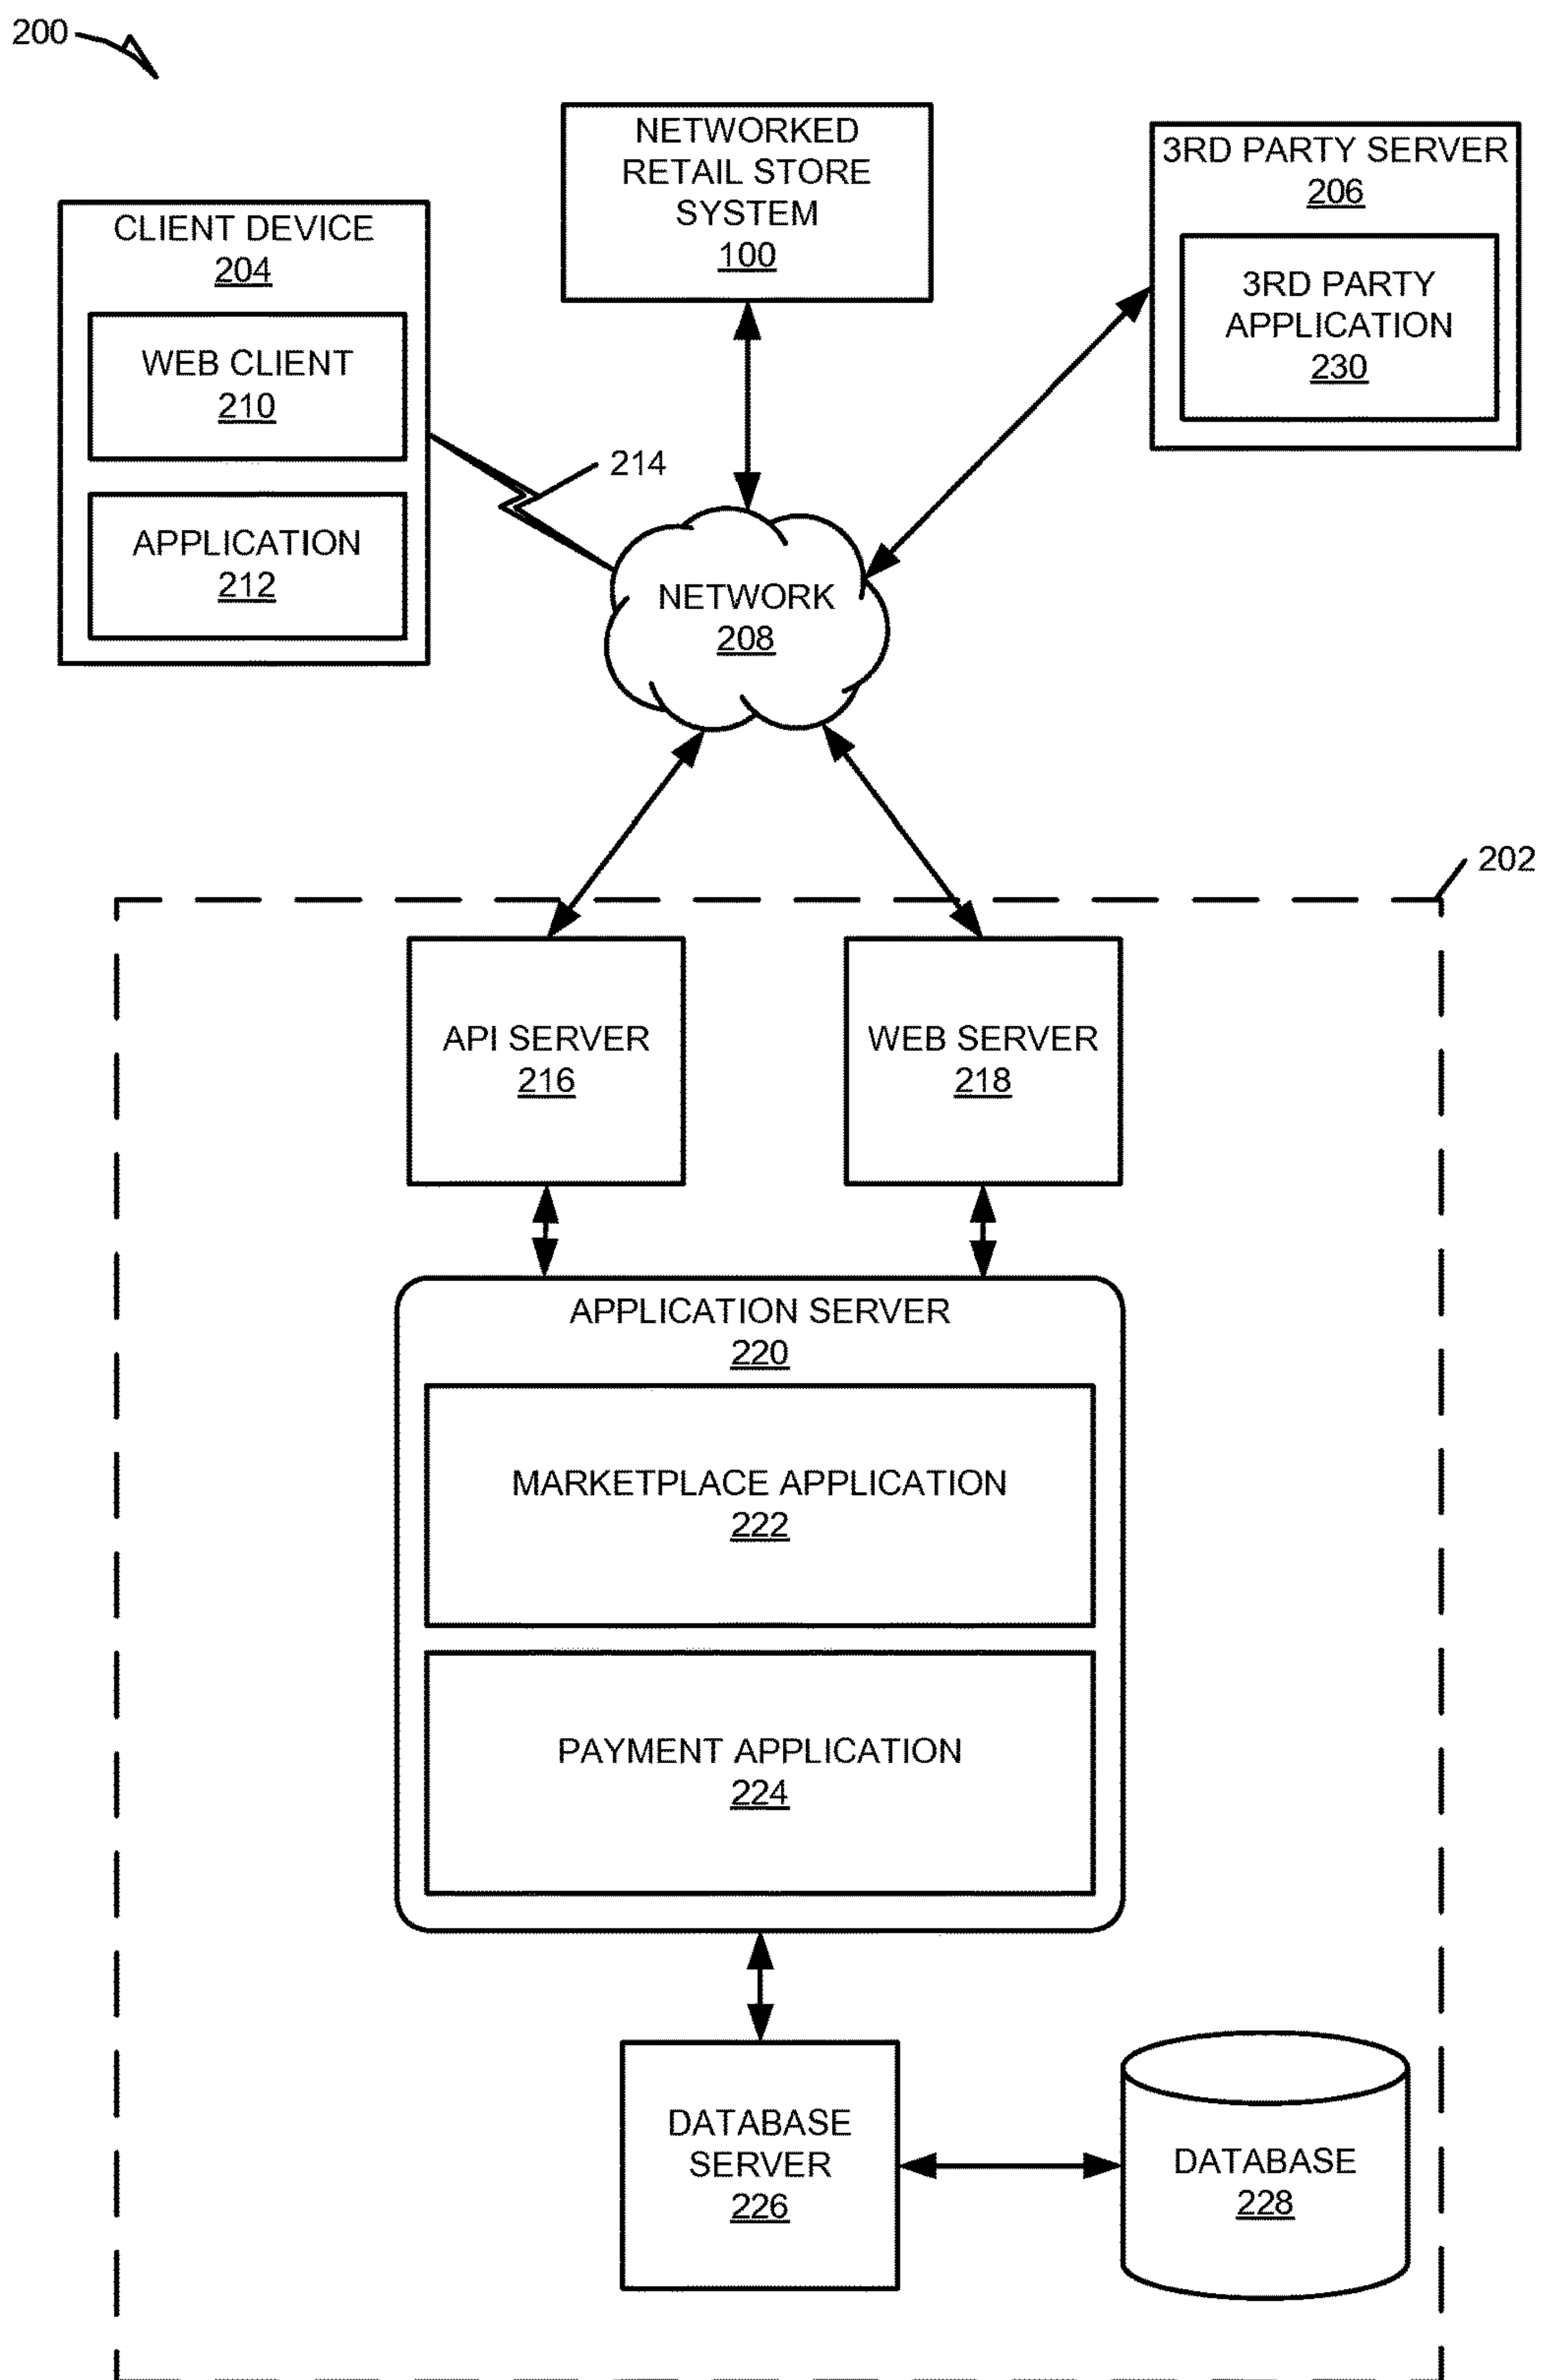 200
NETWORKED
RETAIL STORE
SYSTEM
100
3RD PARTY SERVER
206
3RD PARTY
APPLICATION
230
CLIENT DEVICE
204
WEB CLIENT
210
APPLICATION
212
214
NETWORK
208
202
API SERVER
216
WEB SERVER
218
APPLICATION SERVER
220
MARKETPLACE APPLICATION
222
PAYMENT APPLICATION
224
DATABASE
SERVER
226
DATABASE
228